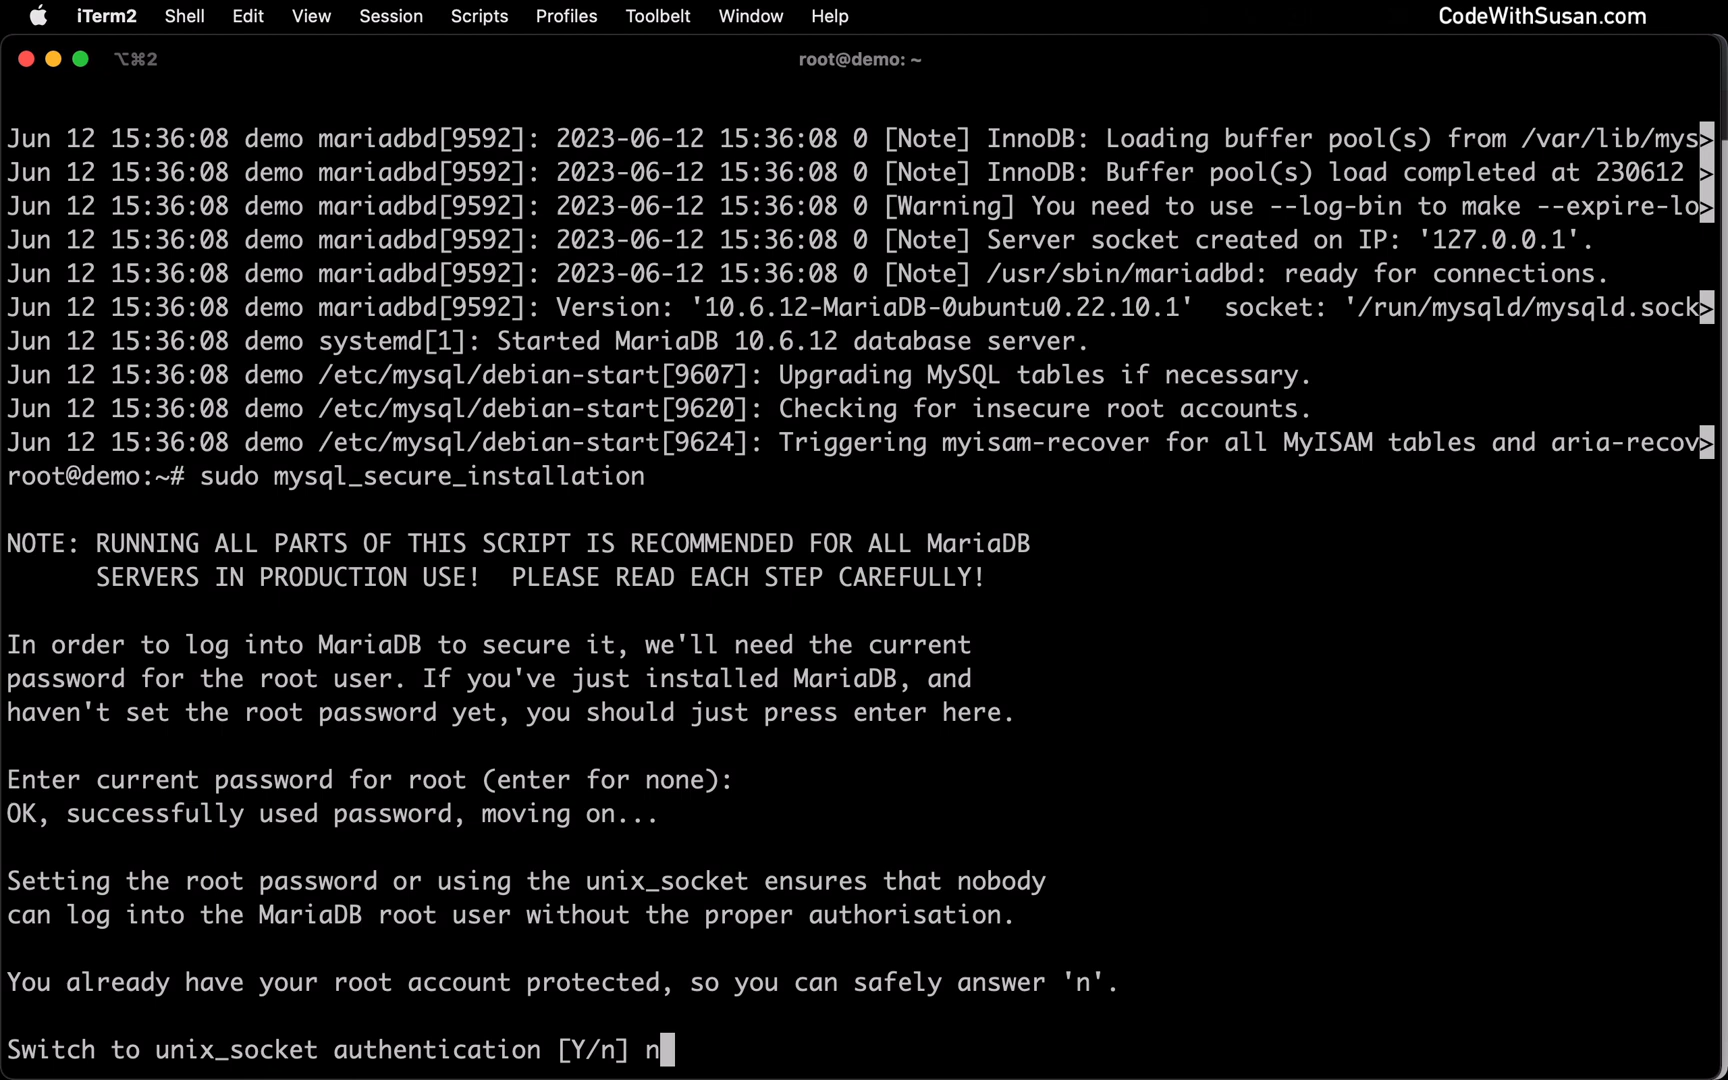 iTerm2 Shell Edit View Session Scripts Profiles Toolbelt Window Help CodeWithSusan.com
⌥⌘2 root@demo: ~
Jun 12 15:36:08 demo mariadbd[9592]: 2023-06-12 15:36:08 0 [Note] InnoDB: Loading buffer pool(s) from /var/lib/mys>
Jun 12 15:36:08 demo mariadbd[9592]: 2023-06-12 15:36:08 0 [Note] InnoDB: Buffer pool(s) load completed at 230612 >
Jun 12 15:36:08 demo mariadbd[9592]: 2023-06-12 15:36:08 0 [Warning] You need to use --log-bin to make --expire-lo>
Jun 12 15:36:08 demo mariadbd[9592]: 2023-06-12 15:36:08 0 [Note] Server socket created on IP: '127.0.0.1'.
Jun 12 15:36:08 demo mariadbd[9592]: 2023-06-12 15:36:08 0 [Note] /usr/sbin/mariadbd: ready for connections.
Jun 12 15:36:08 demo mariadbd[9592]: Version: '10.6.12-MariaDB-0ubuntu0.22.10.1'  socket: '/run/mysqld/mysqld.sock>
Jun 12 15:36:08 demo systemd[1]: Started MariaDB 10.6.12 database server.
Jun 12 15:36:08 demo /etc/mysql/debian-start[9607]: Upgrading MySQL tables if necessary.
Jun 12 15:36:08 demo /etc/mysql/debian-start[9620]: Checking for insecure root accounts.
Jun 12 15:36:08 demo /etc/mysql/debian-start[9624]: Triggering myisam-recover for all MyISAM tables and aria-recov>
root@demo:~# sudo mysql_secure_installation
NOTE: RUNNING ALL PARTS OF THIS SCRIPT IS RECOMMENDED FOR ALL MariaDB
SERVERS IN PRODUCTION USE!  PLEASE READ EACH STEP CAREFULLY!
In order to log into MariaDB to secure it, we'll need the current
password for the root user. If you've just installed MariaDB, and
haven't set the root password yet, you should just press enter here.
Enter current password for root (enter for none):
OK, successfully used password, moving on...
Setting the root password or using the unix_socket ensures that nobody
can log into the MariaDB root user without the proper authorisation.
You already have your root account protected, so you can safely answer 'n'.
Switch to unix_socket authentication [Y/n] n